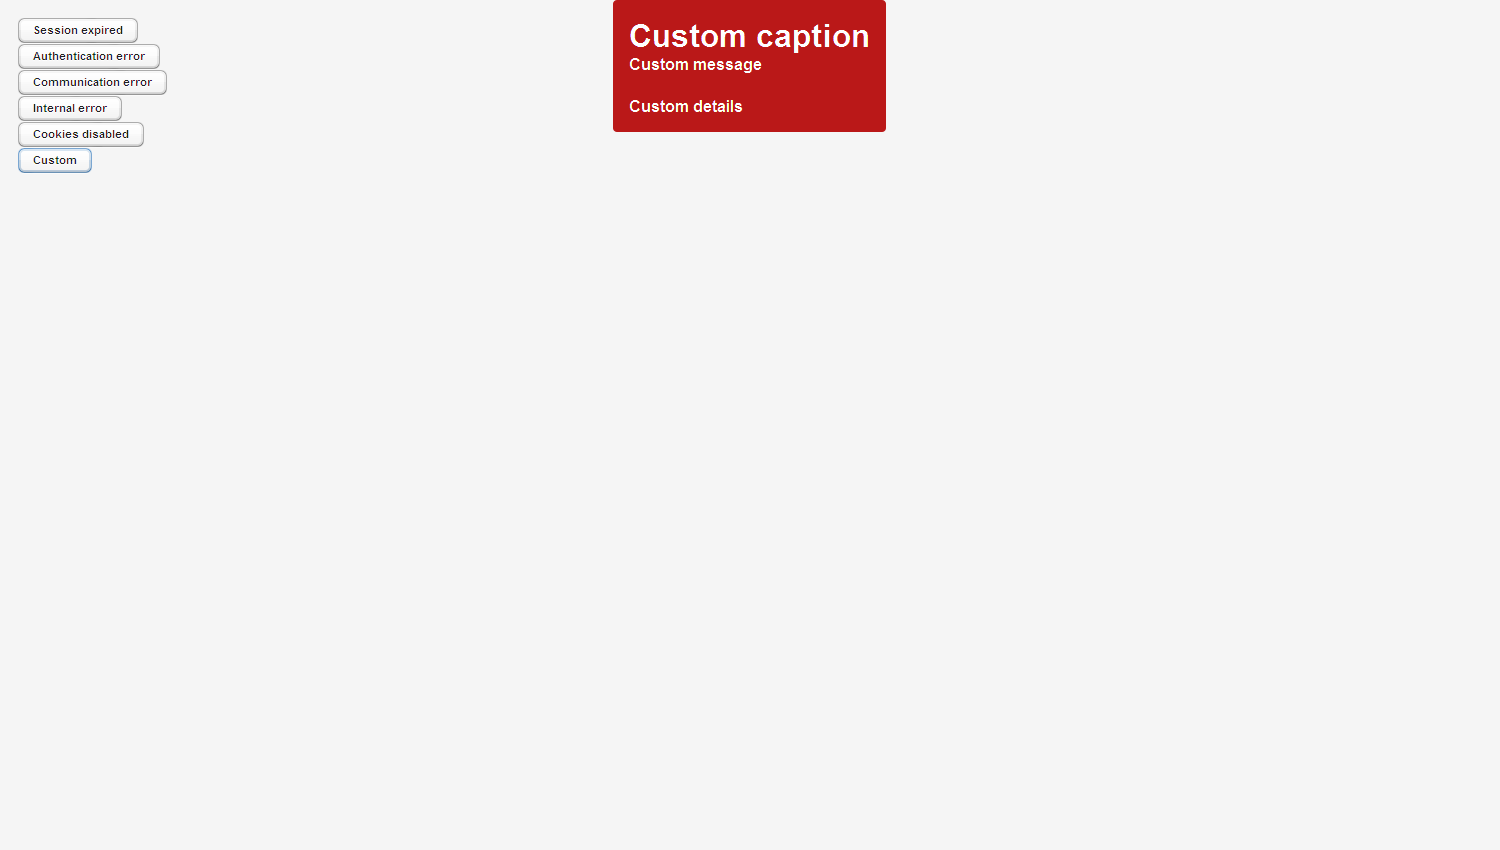 Session expired
Authentication error
Communication error
Internal error
Cookies disabled
Custom
Custom caption
Custom message
Custom details